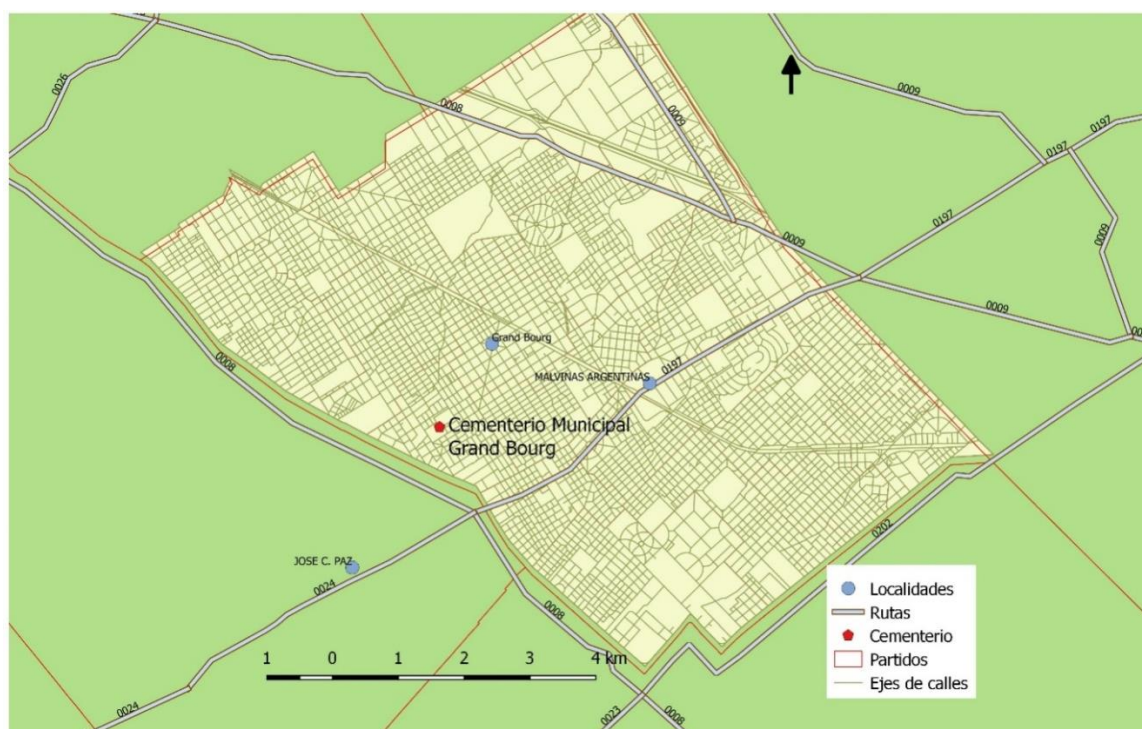 0026
0008
0009
0009
0197
0197
0197
0009
0009
0009
00
0008
Grand Bourg
MALVINAS ARGENTINAS
0197
Cementerio Municipal
Grand Bourg
JOSE C. PAZ
0024
0008
0202
0024
0023
0008
1 0 1 2 3 4 km
Localidades
Rutas
Cementerio
Partidos
Ejes de calles